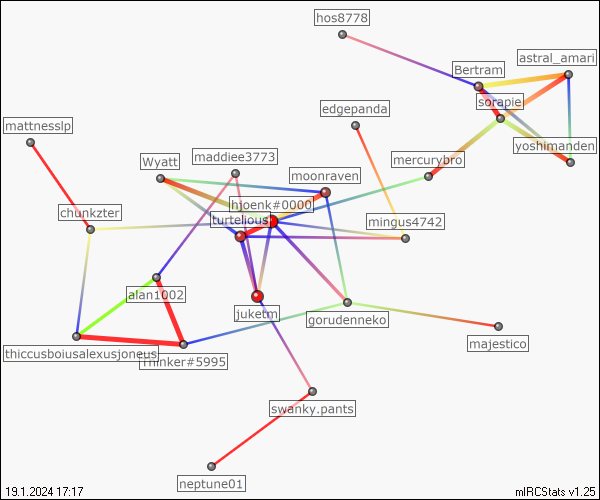 hos8778
astral_amari
Bertram
sorapie
edgepanda
mattnesslp
yoshimanden
maddiee3773
Wyatt
mercurybro
moonraven
hjoenk#0000
chunkzter
turtelious
mingus4742
alan1002
juketm
gorudenneko
majestico
thiccusboiusalexusjoneus
Thinker#5995
swanky.pants
neptune01
19.1.2024 17:17
mIRCStats v1.25